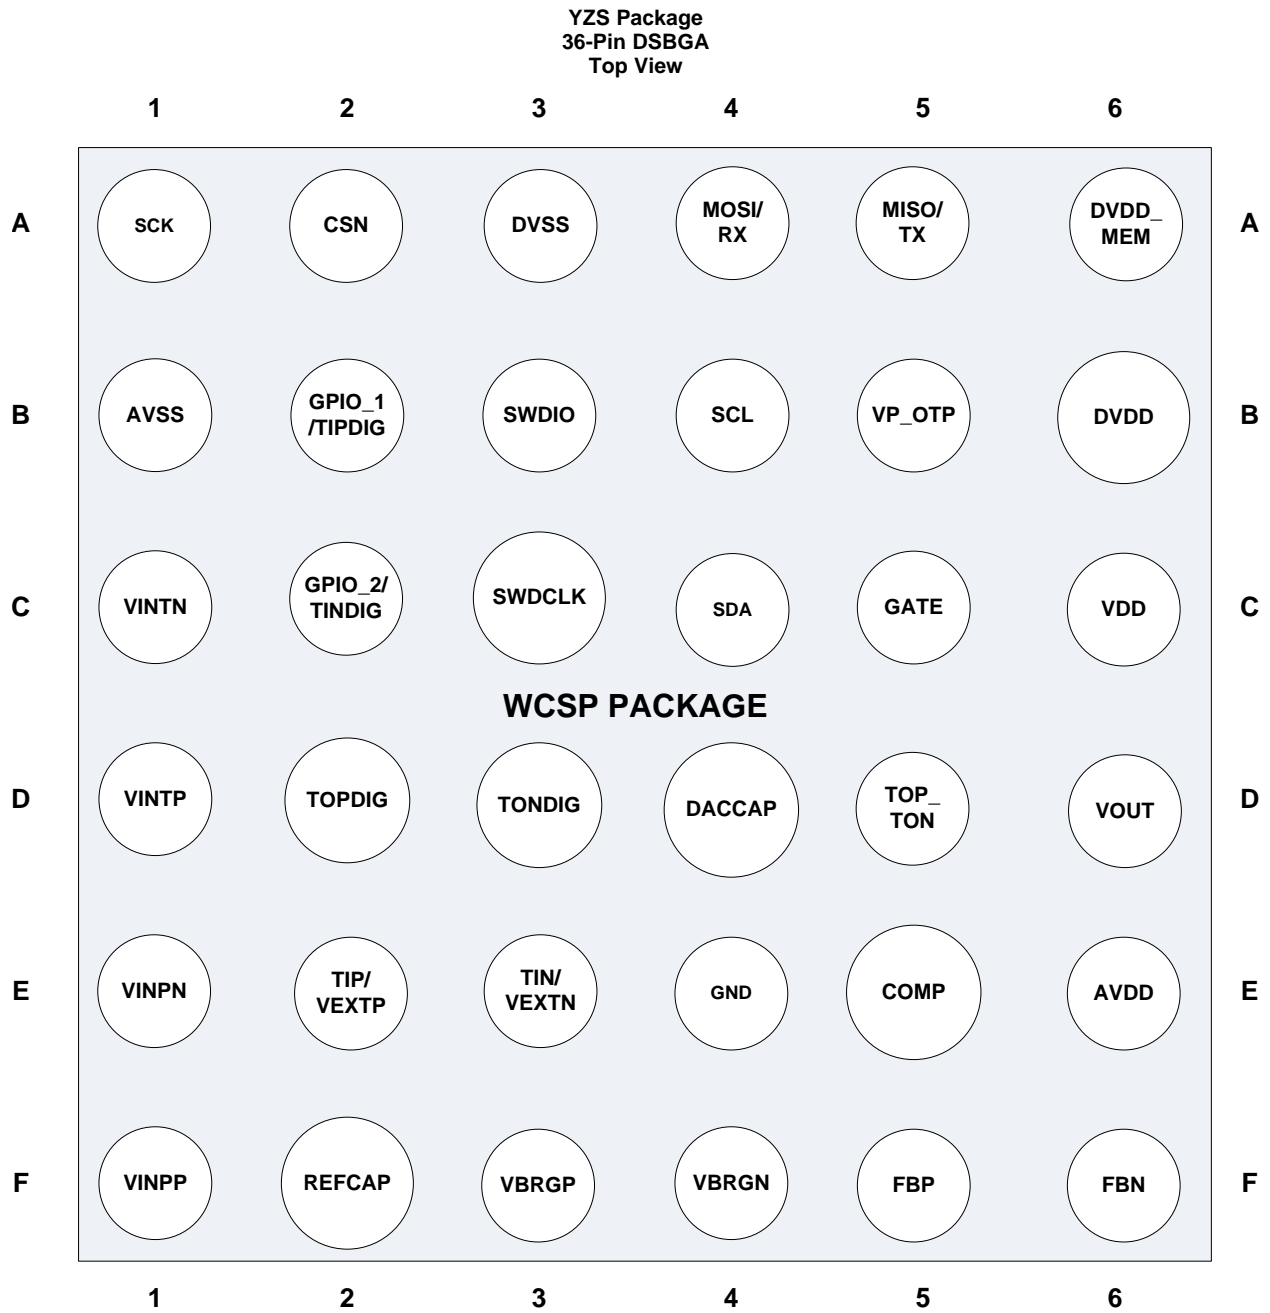 YZS Package
36-Pin DSBGA
Top View
1 2 3 4 5 6
A SCK CSN DVSS MOSI/ MISO/ DVDD_ A
RX TX MEM
B AVSS GPIO_1 SWDIO SCL VP_OTP DVDD B
/TIPDIG
C VINTN GPIO_2/ SWDCLK SDA GATE VDD C
TINDIG
WCSP PACKAGE
D VINTP TOPDIG TONDIG DACCAP TOP_ VOUT D
TON
E VINPN TIP/ TIN/ GND COMP AVDD E
VEXTP VEXTN
F VINPP REFCAP VBRGP VBRGN FBP FBN F
1 2 3 4 5 6